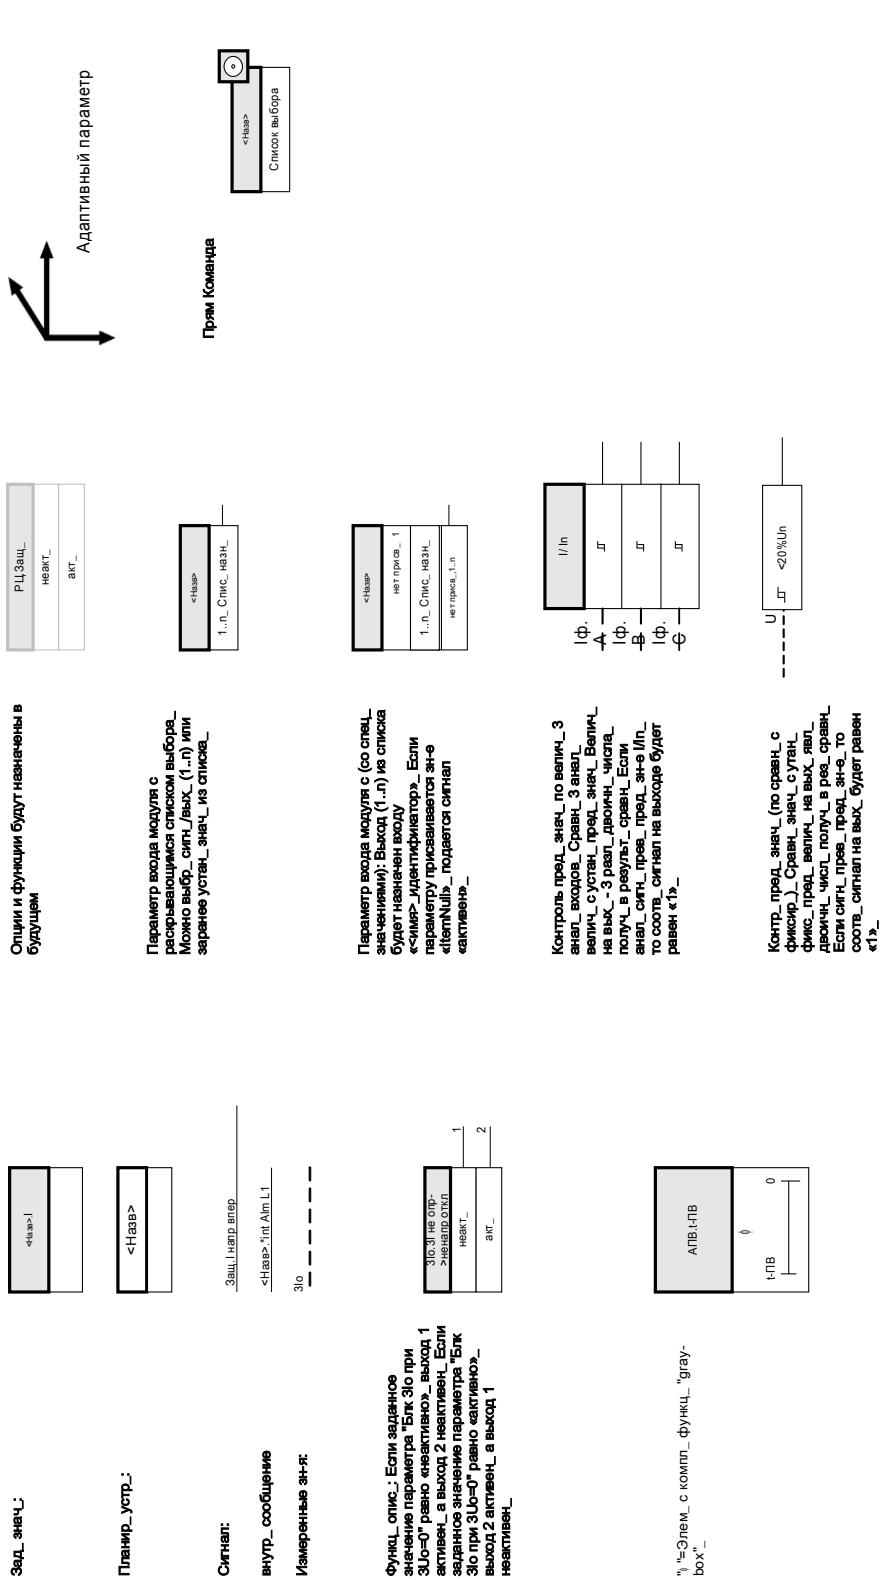 Зад_ знач_:
<Назв>.I
Планир_ устр_:
<Назв>
Сигнал:
Защ. I напр впер
внутр_ сообщение
<Назв>.*int Alm L1
Измеренные зн-я:
3Io
Функц_ опис_: Если заданное
значение параметра "Блк 3Io при
3Uo=0" равно «неактивно»_ выход 1
активен_ а выход 2 неактивен_ Если
заданное значение параметра "Блк
3Io при 3Uo=0" равно «активно»_
выход 2 активен_ а выход 1
неактивен_
3Io.3I не опр-
>ненапр откл
неакт_
акт_
1
2
"φ "=Элем_ с компл_ функц_ "gray-
box"_
АПВ.t-ПВ
φ
t-ПВ
0
Опции и функции будут назначены в
будущем
РЦ.Защ_
неакт_
акт_
Параметр входа модуля с
раскрывающимся списком выбора_
Можно выбр_ сигн_/вых_ (1..n) или
заранее устан_ знач_ из списка_
<Назв>
1..n_ Спис_ назн_
Параметр входа модуля с (со спец_
значениями): Выход (1..n) из списка
будет назначен входу
«<имя>_идентификатор»_ Если
параметру присваивается зн-е
«ItemNull»_ подается сигнал
«активен»_
<Назв>
нет присв_ 1
1..n_ Спис_ назн_
нет присв_,1..n
Контроль пред_ знач_ по велич_ 3
анал_ входов_ Сравн_ 3 анал_
велич_ с устан_ пред_ знач_ Велич_
на вых_ - 3 разл_ двоичн_ числа_
получ_ в результ_ сравн_ Если
анал_ сигн_ прев_ пред_ зн-е I/In_
то соотв_ сигнал на выходе будет
равен «1»_
I/ In
Iф.
A
Iф.
B
Iф.
C
Контр_ пред_ знач_ (по сравн_ с
фиксир_)_ Сравн_ знач_ с утан_
фикс_ пред_ велич_ на вых_ явл_
двоичн_ числ_ получ_ в рез_ сравн_
Если сигн_ прев_ пред_ зн-е_ то
соотв_ сигнал на вых_ будет равен
«1»_
U
<20%Un
Адаптивный параметр
Прям Команда
<Назв>
Список выбора